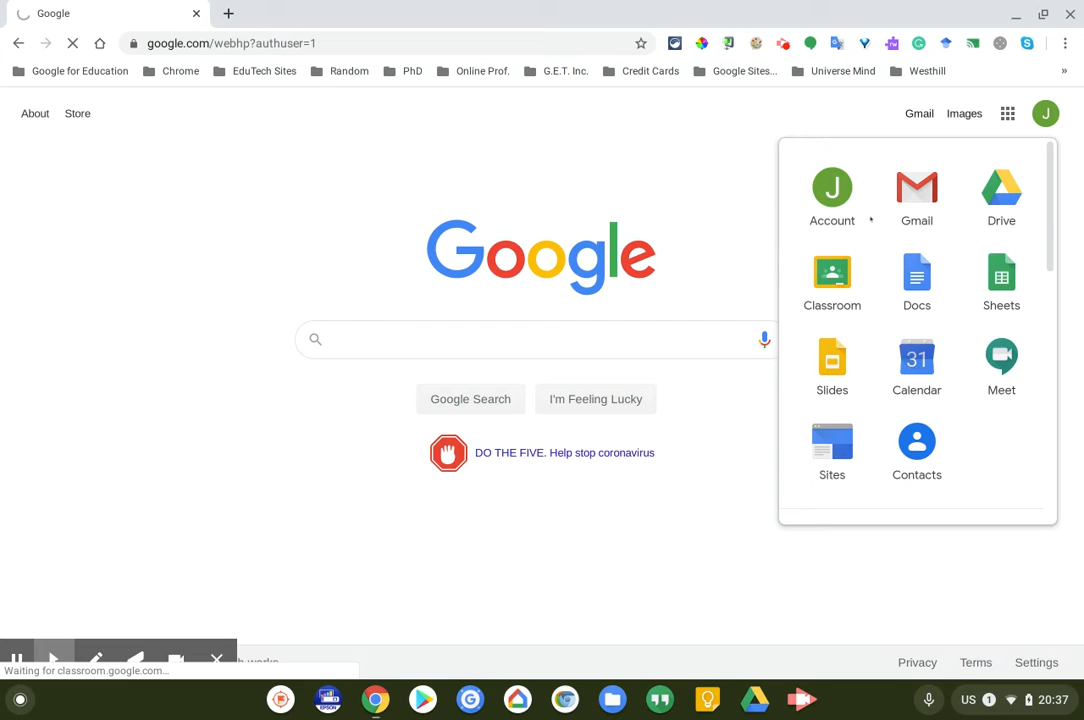 Google
google.com/webhp?authuser=1
Google for Education Chrome EduTech Sites Random PhD Online Prof. G.E.T. Inc. Credit Cards Google Sites... Universe Mind Westhill »
About Store Gmail Images J
J
Account Gmail Drive
Classroom Docs Sheets
31
Slides Calendar Meet
Sites Contacts
Google
Google Search I'm Feeling Lucky
DO THE FIVE. Help stop coronavirus
Privacy Terms Settings
Waiting for classroom.google.com...
EPSON
US 1 20:37